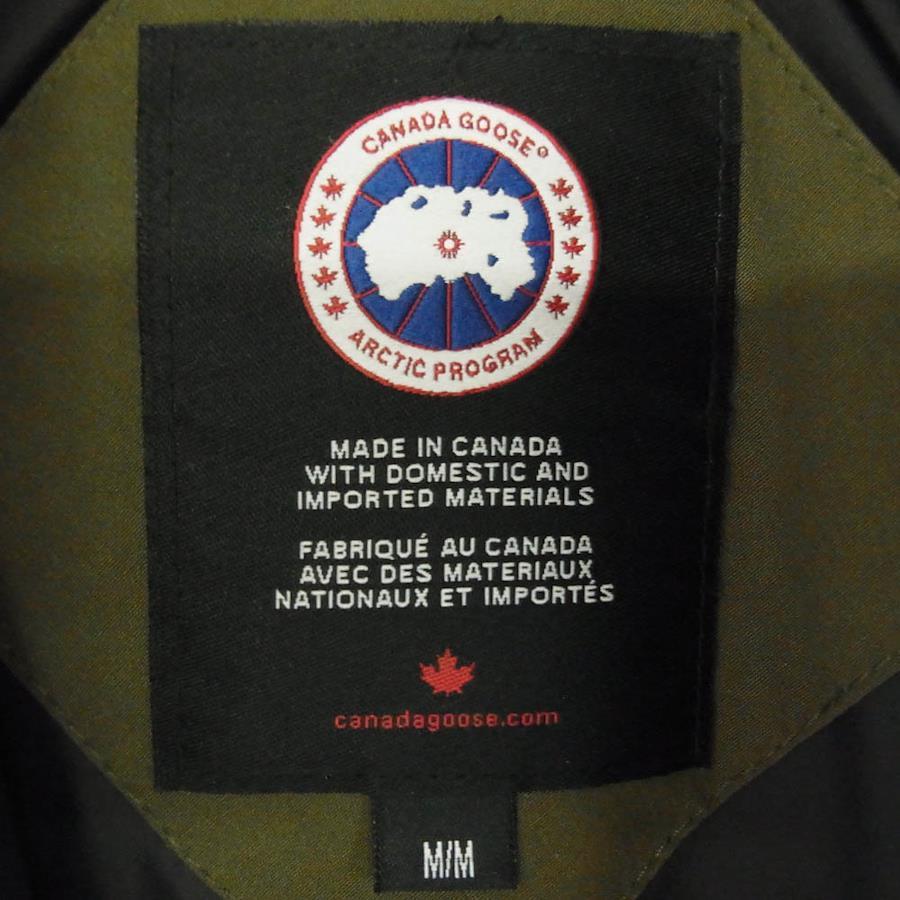 CANADA GOOSE®
ARCTIC PROGRAM
MADE IN CANADA
WITH DOMESTIC AND
IMPORTED MATERIALS
FABRIQUÉ AU CANADA
AVEC DES MATERIAUX
NATIONAUX ET IMPORTÉS
canadagoose.com
M/M